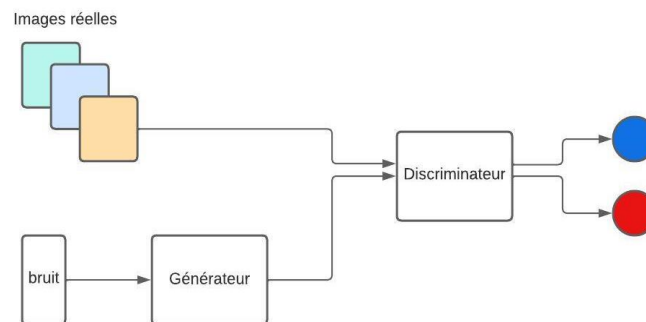 Images réelles
Discriminateur
bruit
Générateur